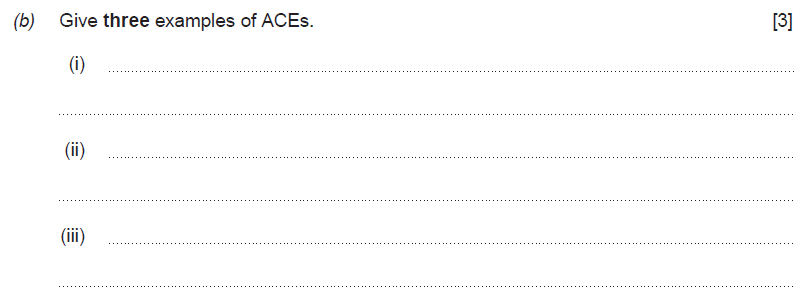 (b) Give three examples of ACEs. [3]
(i)
(ii)
(iii)